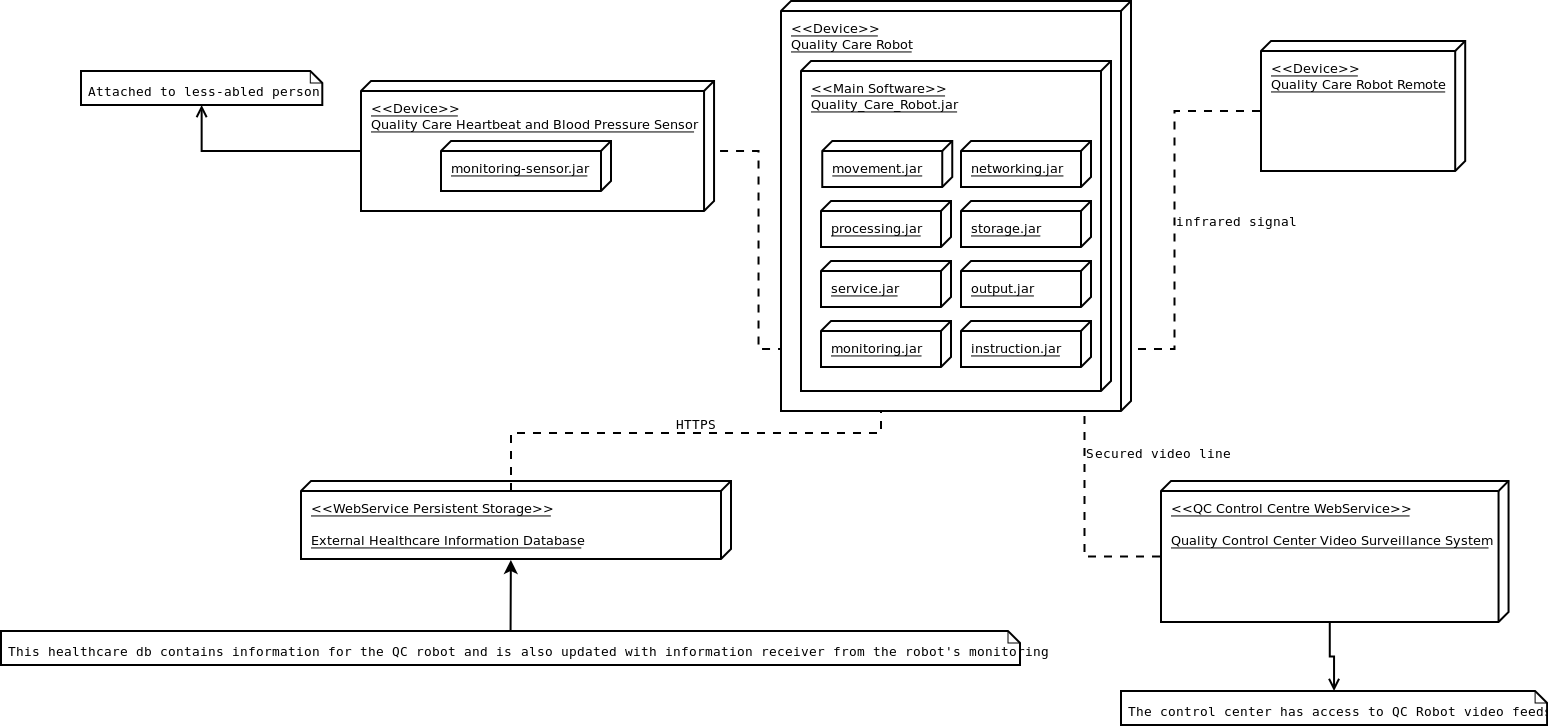 <<Device>>
Quality Care Robot
<<Main Software>>
Quality_Care_Robot.jar
movement.jar
networking.jar
processing.jar
storage.jar
service.jar
output.jar
monitoring.jar
instruction.jar
Attached to less-abled person
<<Device>>
Quality Care Heartbeat and Blood Pressure Sensor
monitoring-sensor.jar
<<Device>>
Quality Care Robot Remote
infrared signal
HTTPS
Secured video line
<<WebService Persistent Storage>>
External Healthcare Information Database
<<QC Control Centre WebService>>
Quality Control Center Video Surveillance System
This healthcare db contains information for the QC robot and is also updated with information receiver from the robot's monitoring
The control center has access to QC Robot video feeds